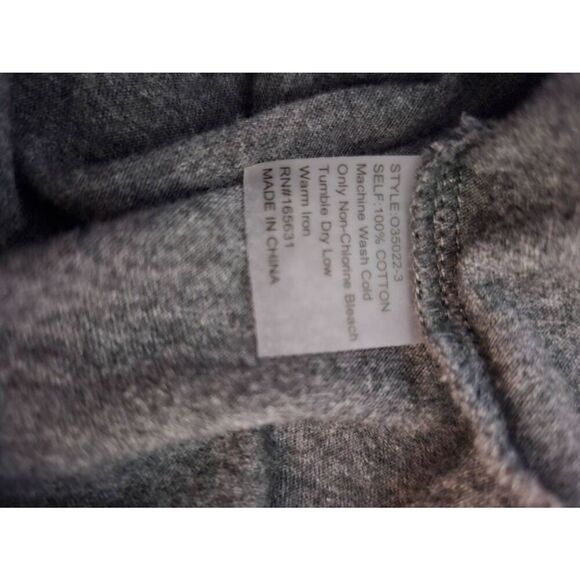 STYLE:O35022-3
SELF:100% COTTON
Machine Wash Cold
Only Non-Chlorine Bleach
Tumble Dry Low
Warm Iron
RN#165631
MADE IN CHINA